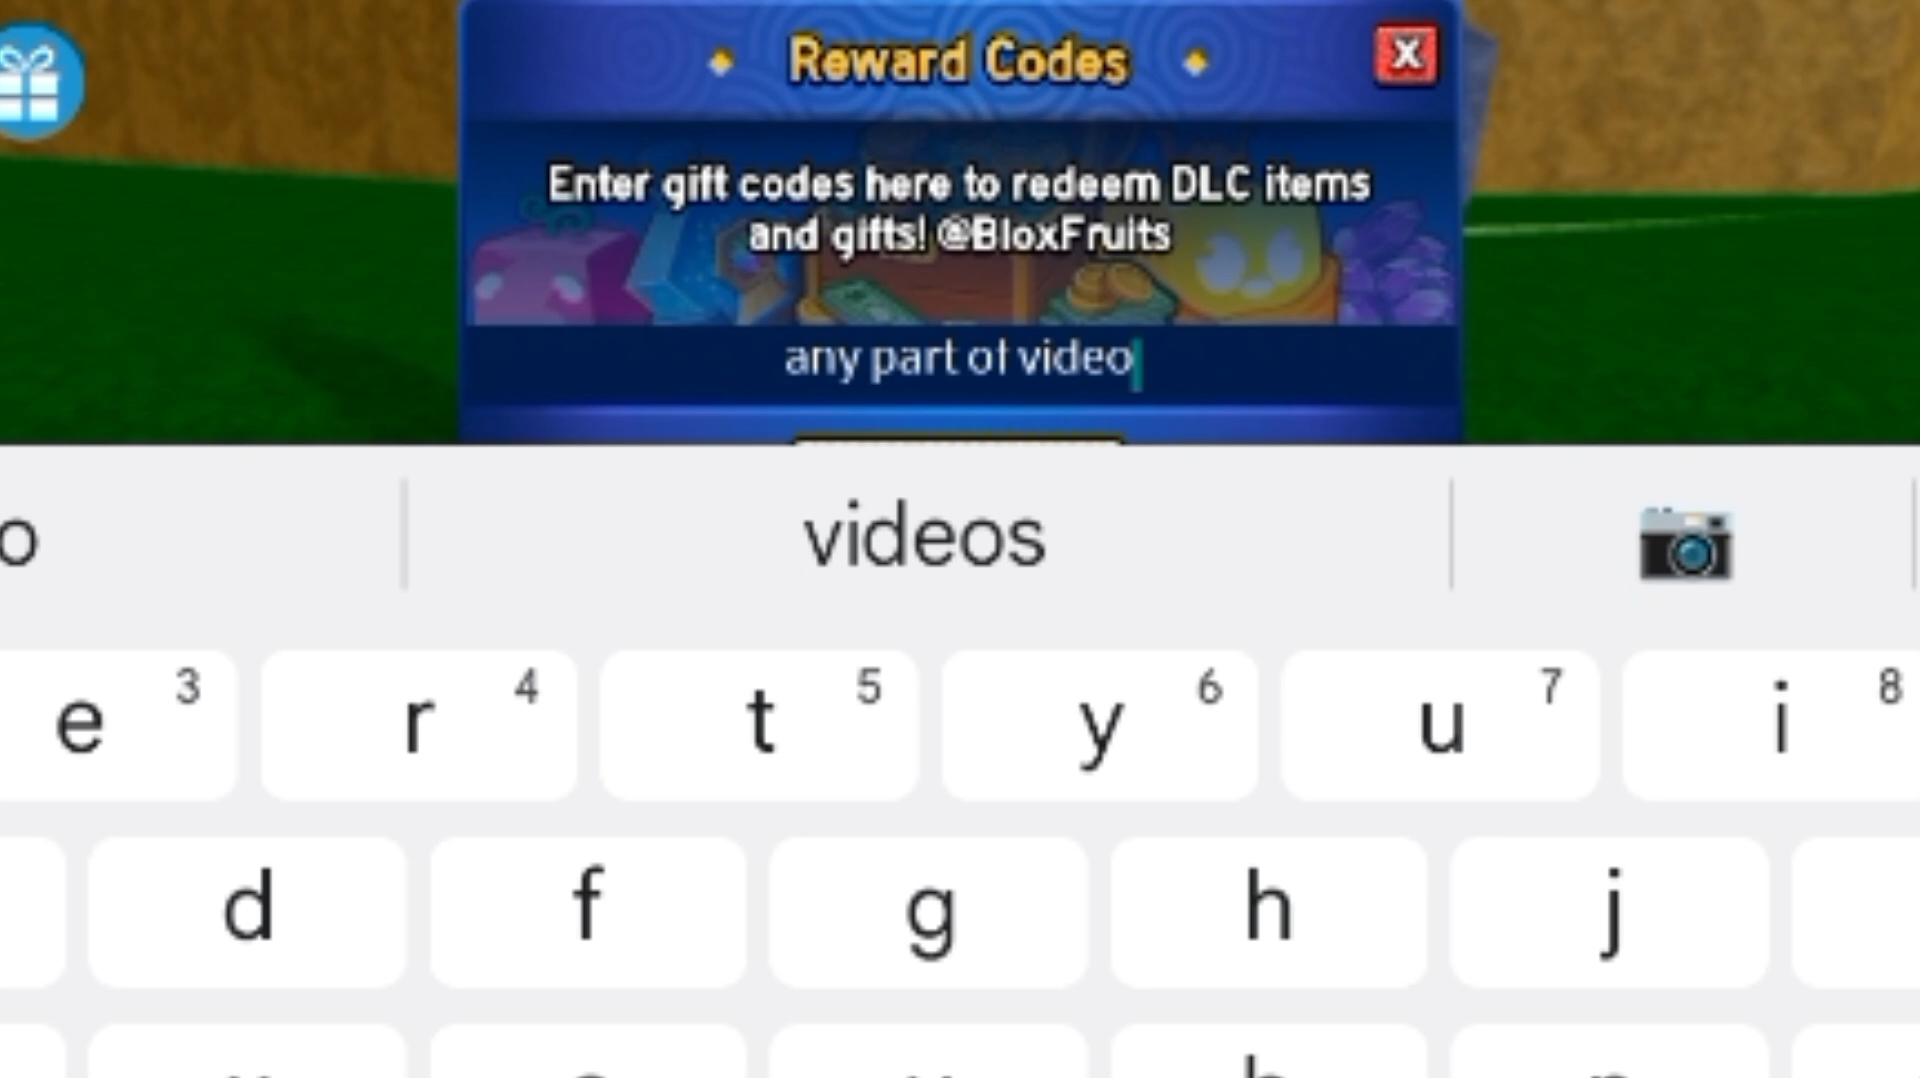 Reward Codes
X
Enter gift codes here to redeem DLC items
and gifts! @BloxFruits
any part of video
o
videos
e 3
r 4
t 5
y 6
u 7
i 8
d
f
g
h
j